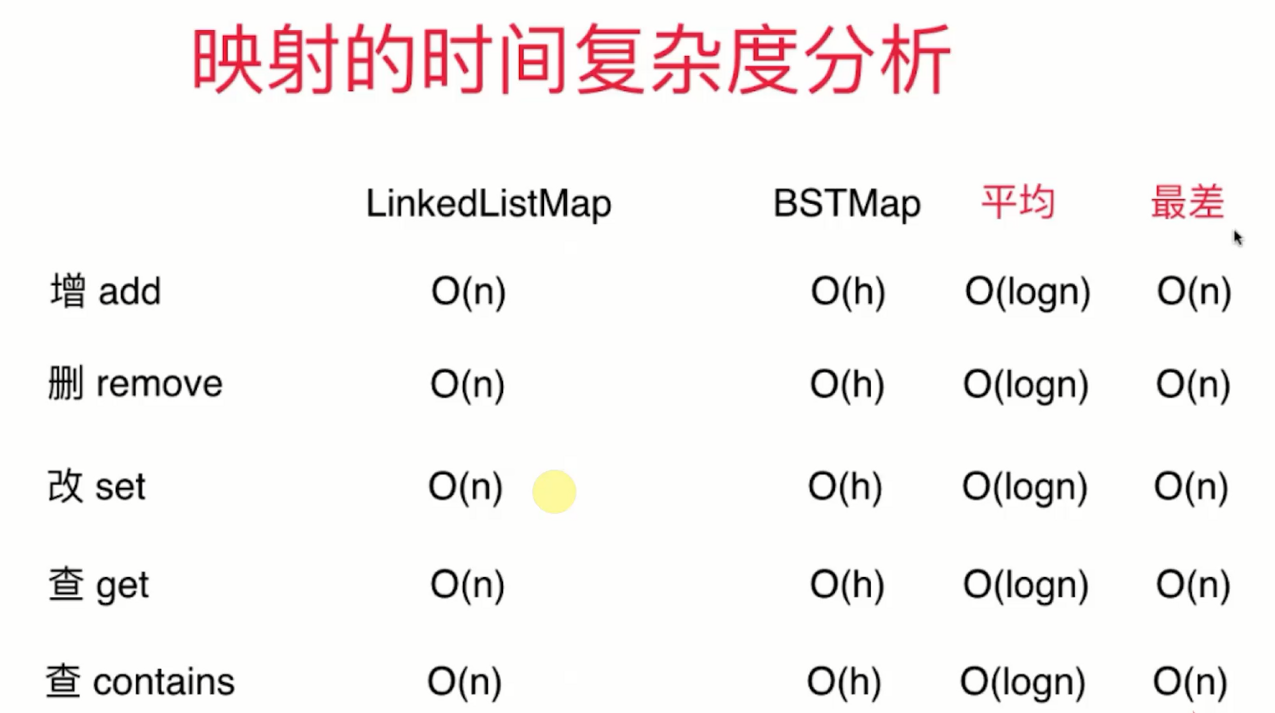 映射的时间复杂度分析
LinkedListMap BSTMap 平均 最差
增 add O(n) O(h) O(logn) O(n)
删 remove O(n) O(h) O(logn) O(n)
改 set O(n) O(h) O(logn) O(n)
查 get O(n) O(h) O(logn) O(n)
查 contains O(n) O(h) O(logn) O(n)